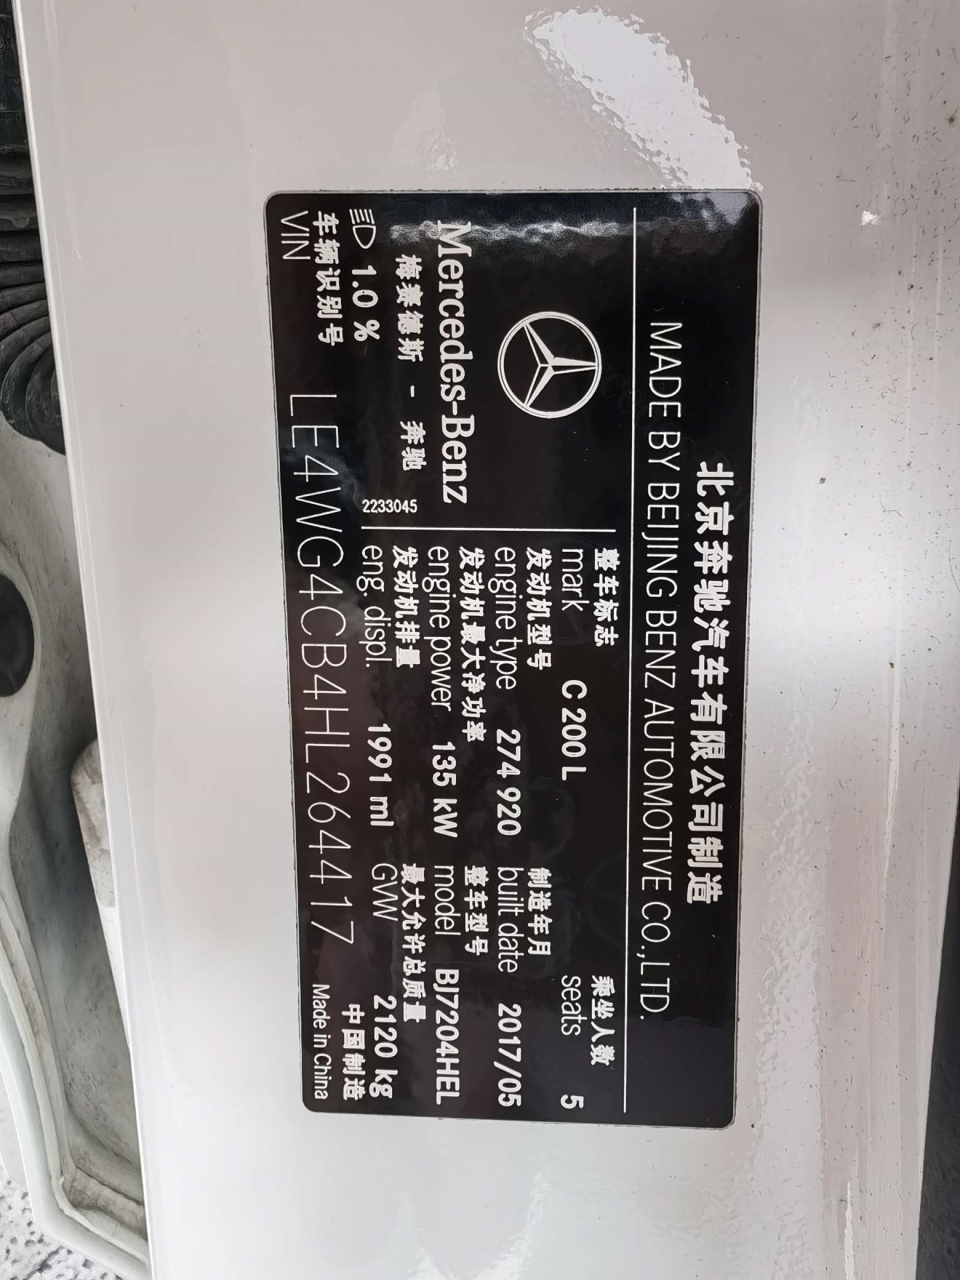 北京奔驰汽车有限公司制造
MADE BY BEIJING BENZ AUTOMOTIVE CO.,LTD.
Mercedes-Benz
梅赛德斯 - 奔驰
1.0 %
2233045
整车标志
mark C 200 L
乘坐人数
seats 5
发动机型号
engine type 274 920
制造年月
built date 2017/05
发动机最大净功率
engine power 135 kW
整车型号
model BJ7204HEL
发动机排量
eng. displ. 1991 ml
最大允许总质量
GVW 2120 kg
车辆识别号
VIN LE4WG4CB4HL264417
中国制造
Made in China